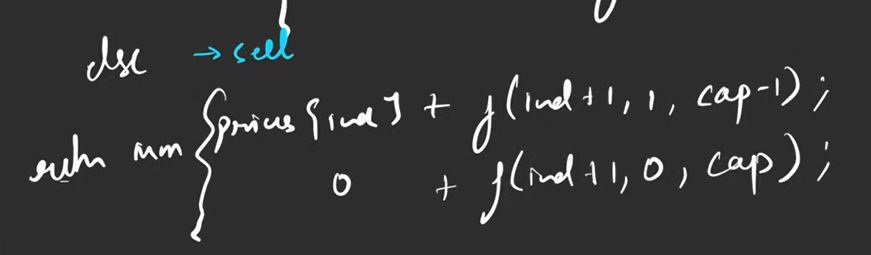 else → sell
return max { prices [ind] + f(ind+1, 1, cap-1);
0 + f(ind+1, 0, cap);